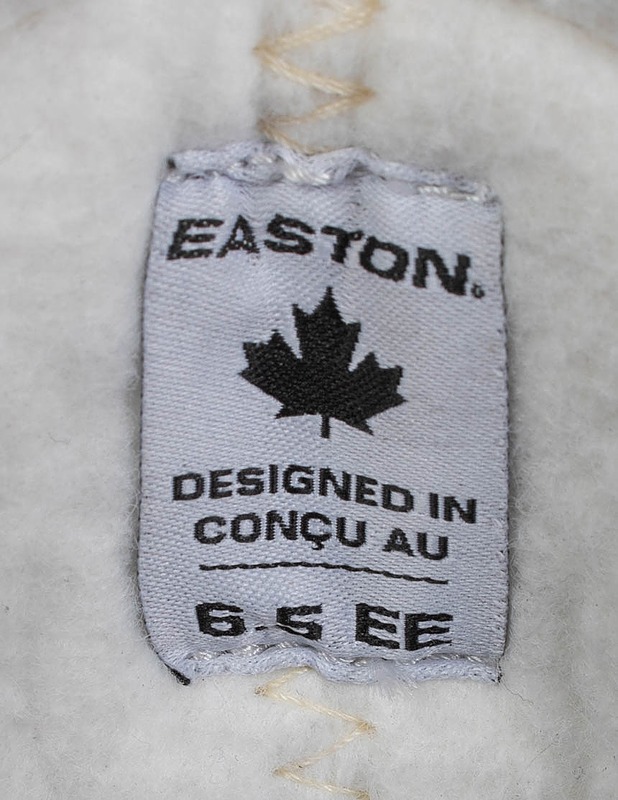 EASTON®
DESIGNED IN
CONÇU AU
6.5 EE